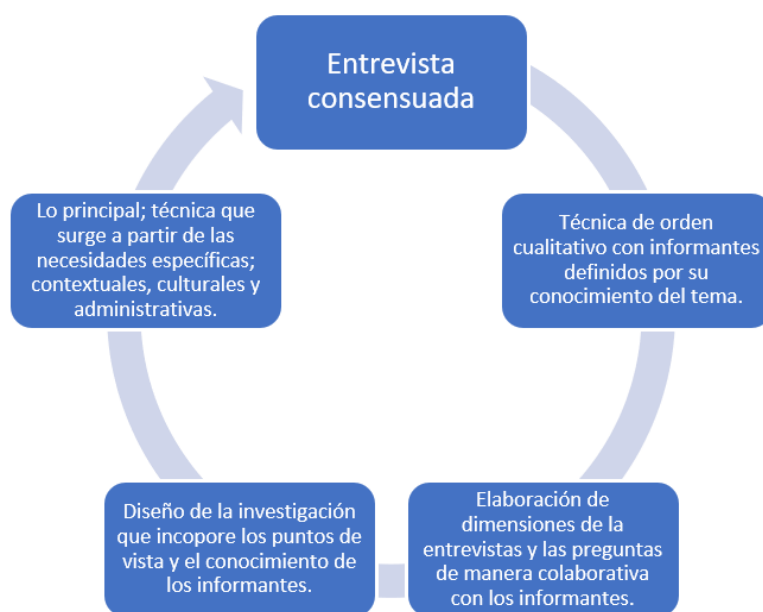 Entrevista
consensuada
Técnica de orden
cualitativo con informantes
definidos por su
conocimiento del tema.
Elaboración de
dimensiones de la
entrevistas y las preguntas
de manera colaborativa
con los informantes.
Diseño de la investigación
que incopore los puntos de
vista y el conocimiento de
los informantes.
Lo principal; técnica que
surge a partir de las
necesidades específicas;
contextuales, culturales y
administrativas.